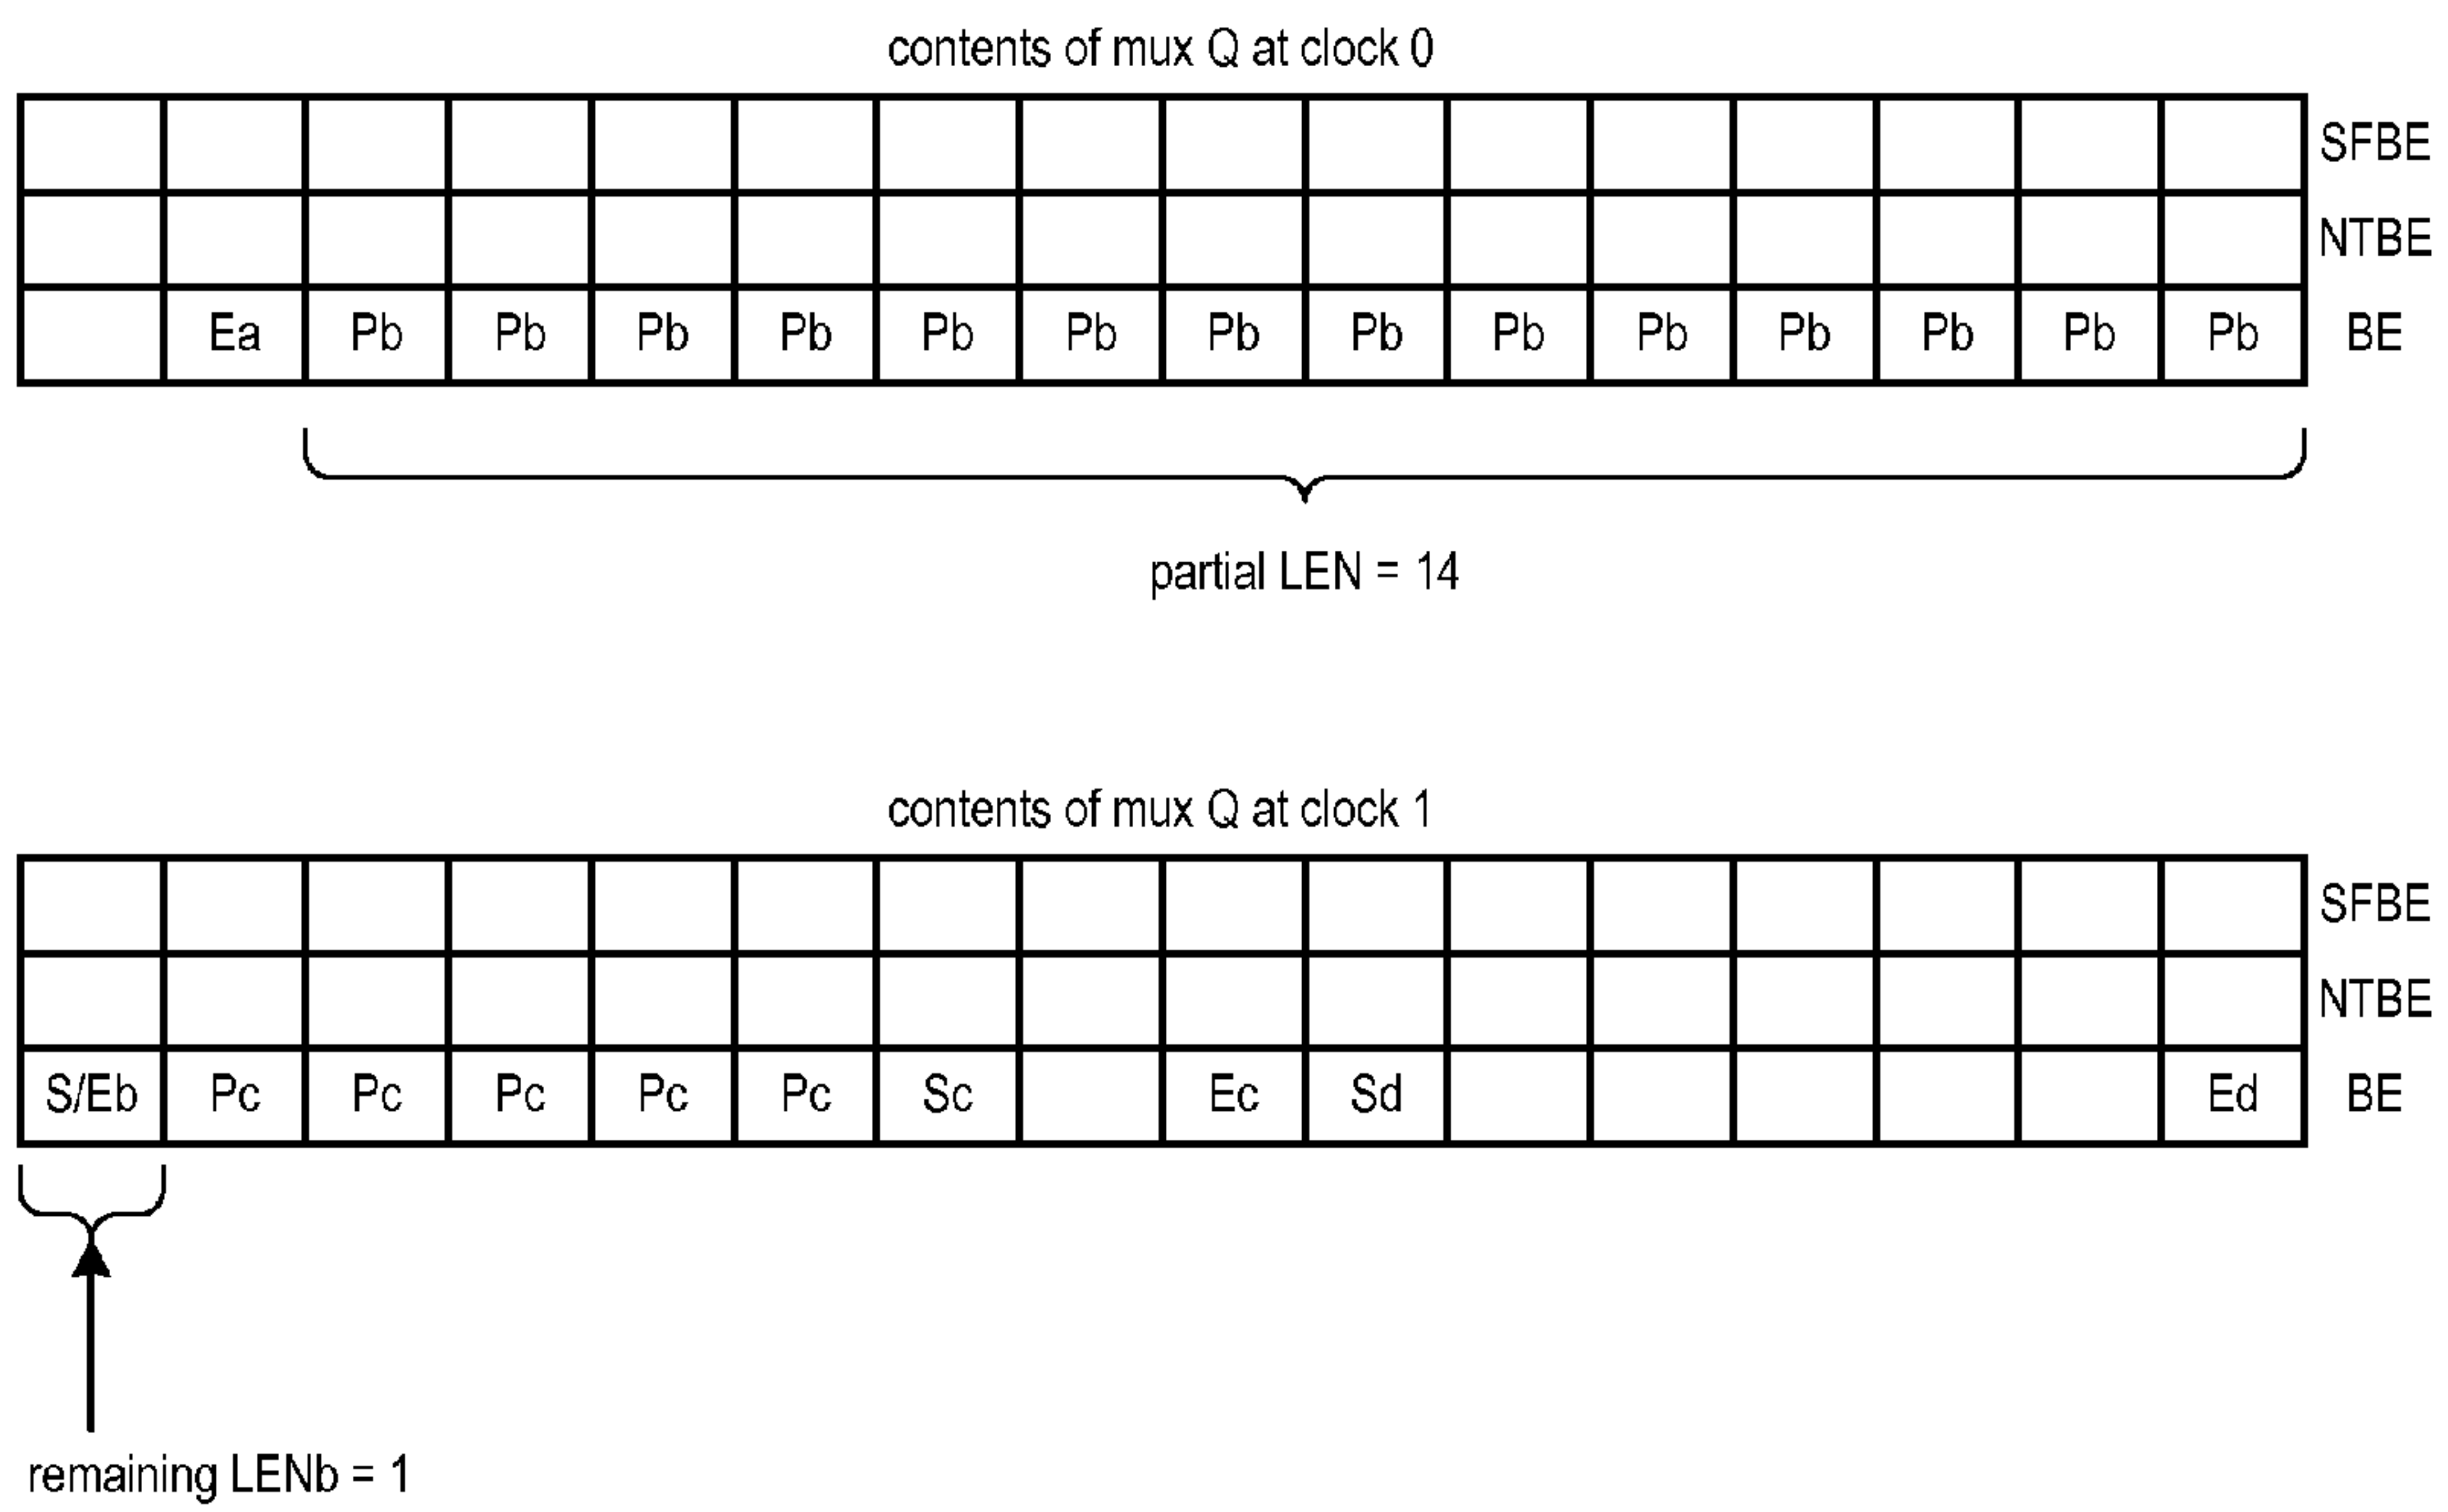 contents of mux Q at clock 0
SFBE
NTBE
Ea Pb Pb Pb Pb Pb Pb Pb Pb Pb Pb Pb Pb Pb Pb BE
partial LEN = 14
contents of mux Q at clock 1
SFBE
NTBE
S/Eb Pc Pc Pc Pc Pc Sc Ec Sd Ed BE
remaining LENb = 1